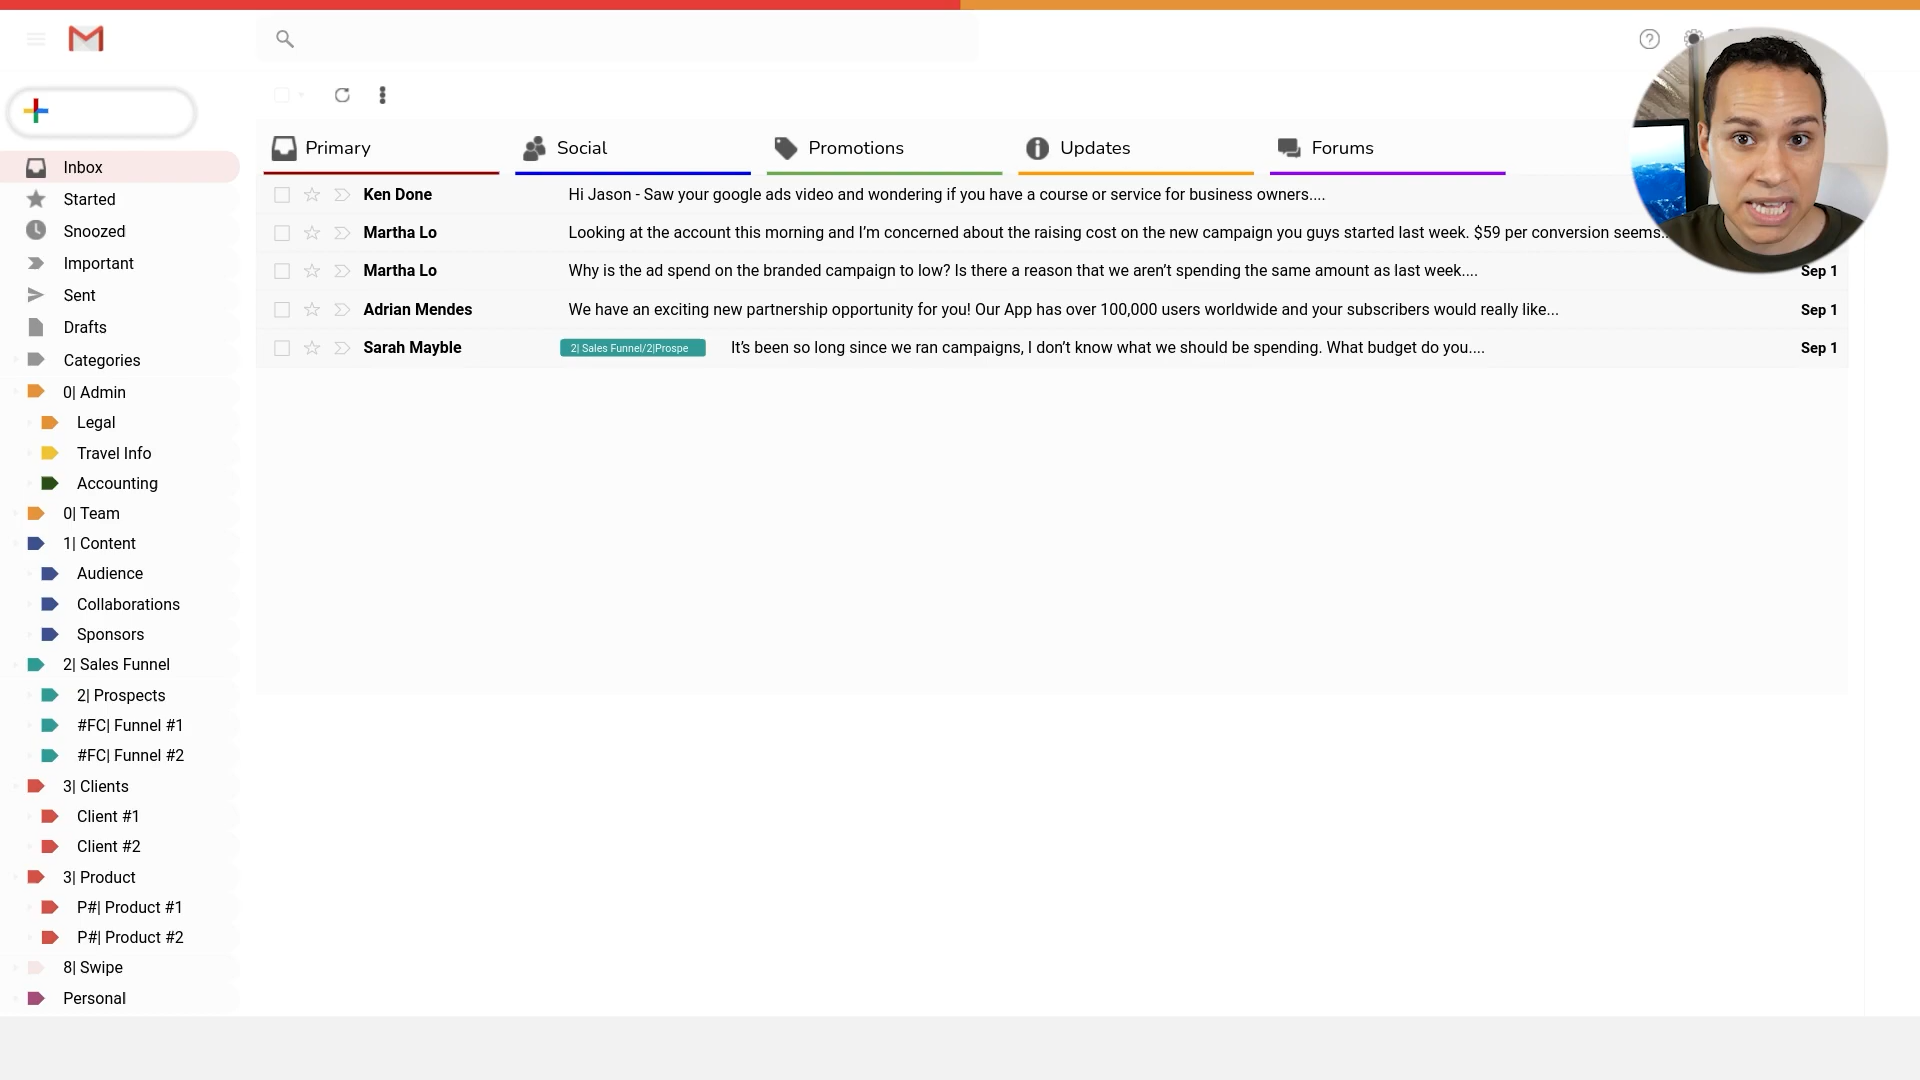 Inbox
Started
Snoozed
Important
Sent
Drafts
Categories
0| Admin
Legal
Travel Info
Accounting
0| Team
1| Content
Audience
Collaborations
Sponsors
2| Sales Funnel
2| Prospects
#FC| Funnel #1
#FC| Funnel #2
3| Clients
Client #1
Client #2
3| Product
P#| Product #1
P#| Product #2
8| Swipe
Personal
Primary Social Promotions Updates Forums
Ken Done Hi Jason - Saw your google ads video and wondering if you have a course or service for business owners....
Martha Lo Looking at the account this morning and I’m concerned about the raising cost on the new campaign you guys started last week. $59 per conversion seems..
Martha Lo Why is the ad spend on the branded campaign to low? Is there a reason that we aren’t spending the same amount as last week.... Sep 1
Adrian Mendes We have an exciting new partnership opportunity for you! Our App has over 100,000 users worldwide and your subscribers would really like... Sep 1
Sarah Mayble 2| Sales Funnel/2|Prospe It’s been so long since we ran campaigns, I don’t know what we should be spending. What budget do you.... Sep 1